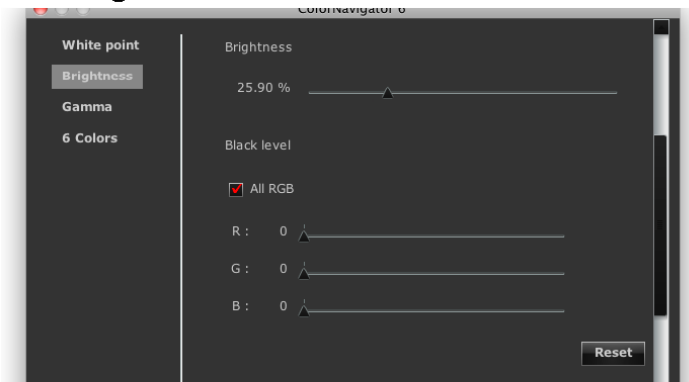 ColorNavigator 6
White point
Brightness
Gamma
6 Colors
Brightness
25.90 %
Black level
All RGB
R : 0
G : 0
B : 0
Reset